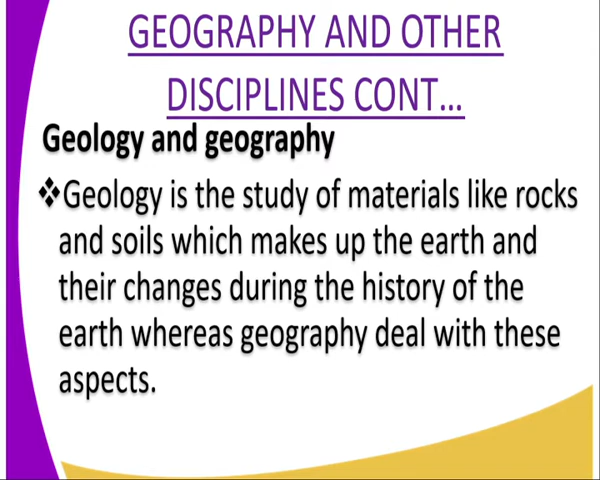 GEOGRAPHY AND OTHER
DISCIPLINES CONT...
Geology and geography
❖Geology is the study of materials like rocks
and soils which makes up the earth and
their changes during the history of the
earth whereas geography deal with these
aspects.